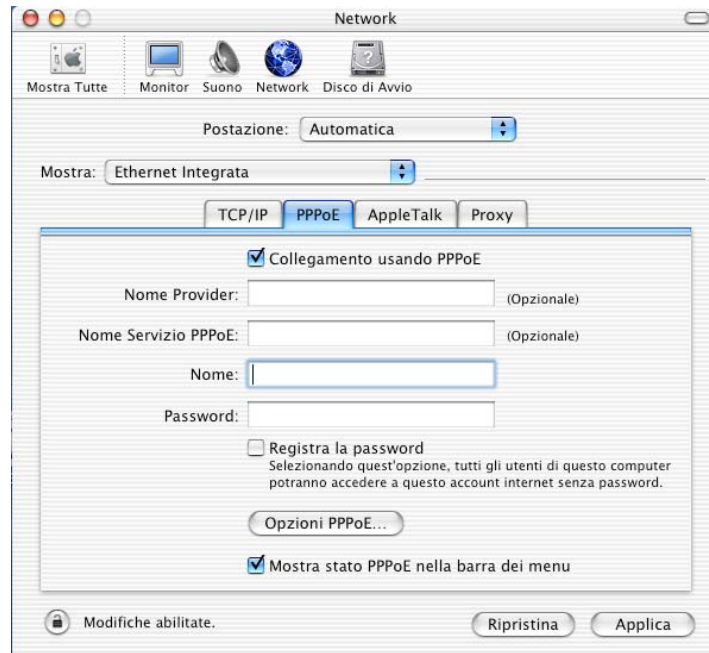 Network
Mostra Tutte Monitor Suono Network Disco di Avvio
Postazione: Automatica
Mostra: Ethernet Integrata
TCP/IP PPPoE AppleTalk Proxy
Collegamento usando PPPoE
Nome Provider: (Opzionale)
Nome Servizio PPPoE: (Opzionale)
Nome:
Password:
Registra la password
Selezionando quest'opzione, tutti gli utenti di questo computer
potranno accedere a questo account internet senza password.
Opzioni PPPoE...
Mostra stato PPPoE nella barra dei menu
Modifiche abilitate. Ripristina Applica